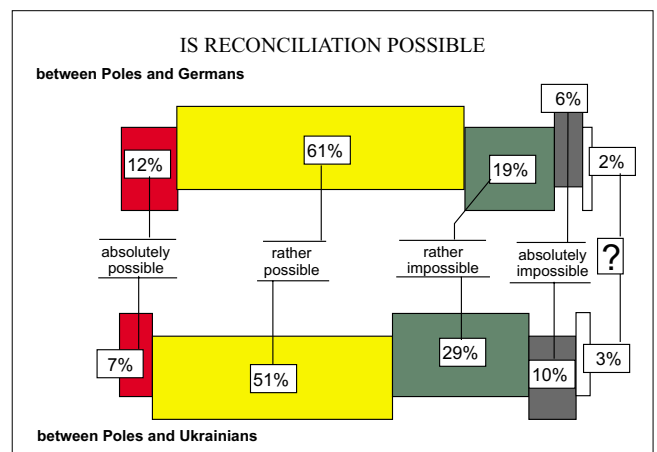 IS RECONCILIATION POSSIBLE
between Poles and Germans
6%
12%
61%
19%
2%
absolutely
possible
rather
possible
rather
impossible
absolutely
impossible
?
7%
51%
29%
10%
3%
between Poles and Ukrainians